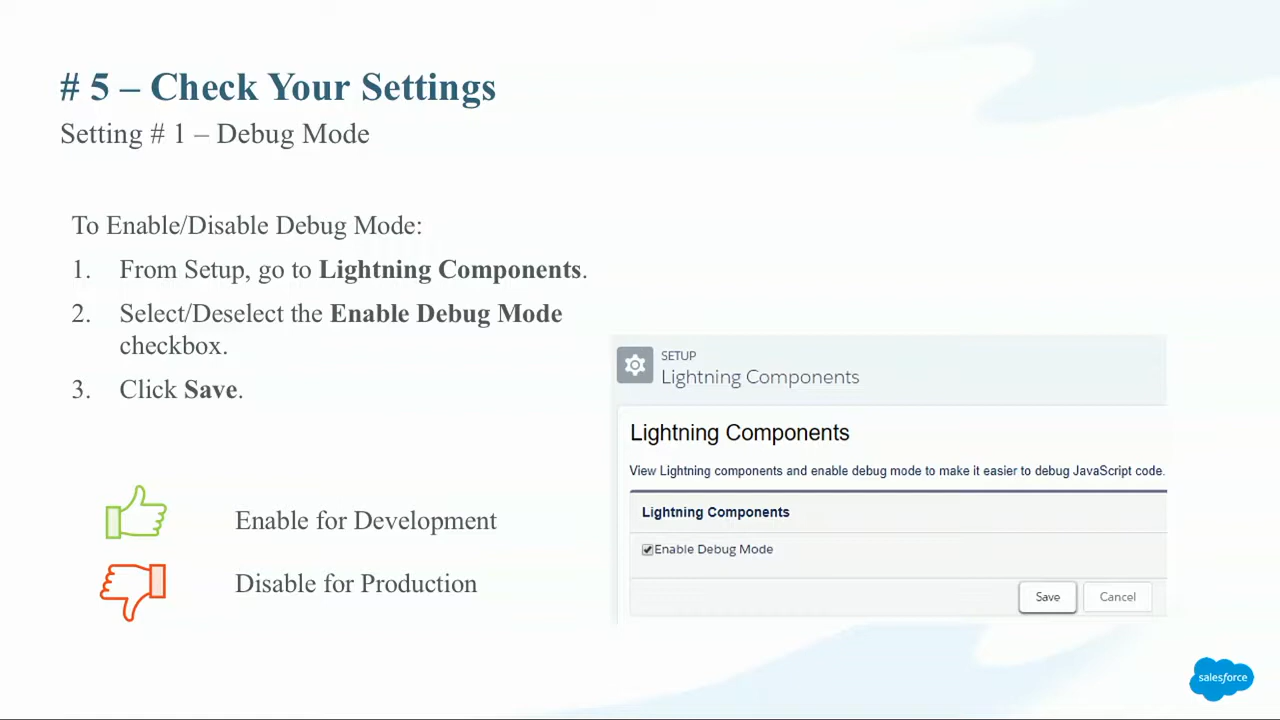 # 5 – Check Your Settings
Setting # 1 – Debug Mode
To Enable/Disable Debug Mode:
1. From Setup, go to Lightning Components.
2. Select/Deselect the Enable Debug Mode
checkbox.
3. Click Save.
Enable for Development
Disable for Production
SETUP
Lightning Components
Lightning Components
View Lightning components and enable debug mode to make it easier to debug JavaScript code.
Lightning Components
Enable Debug Mode
Save Cancel
salesforce